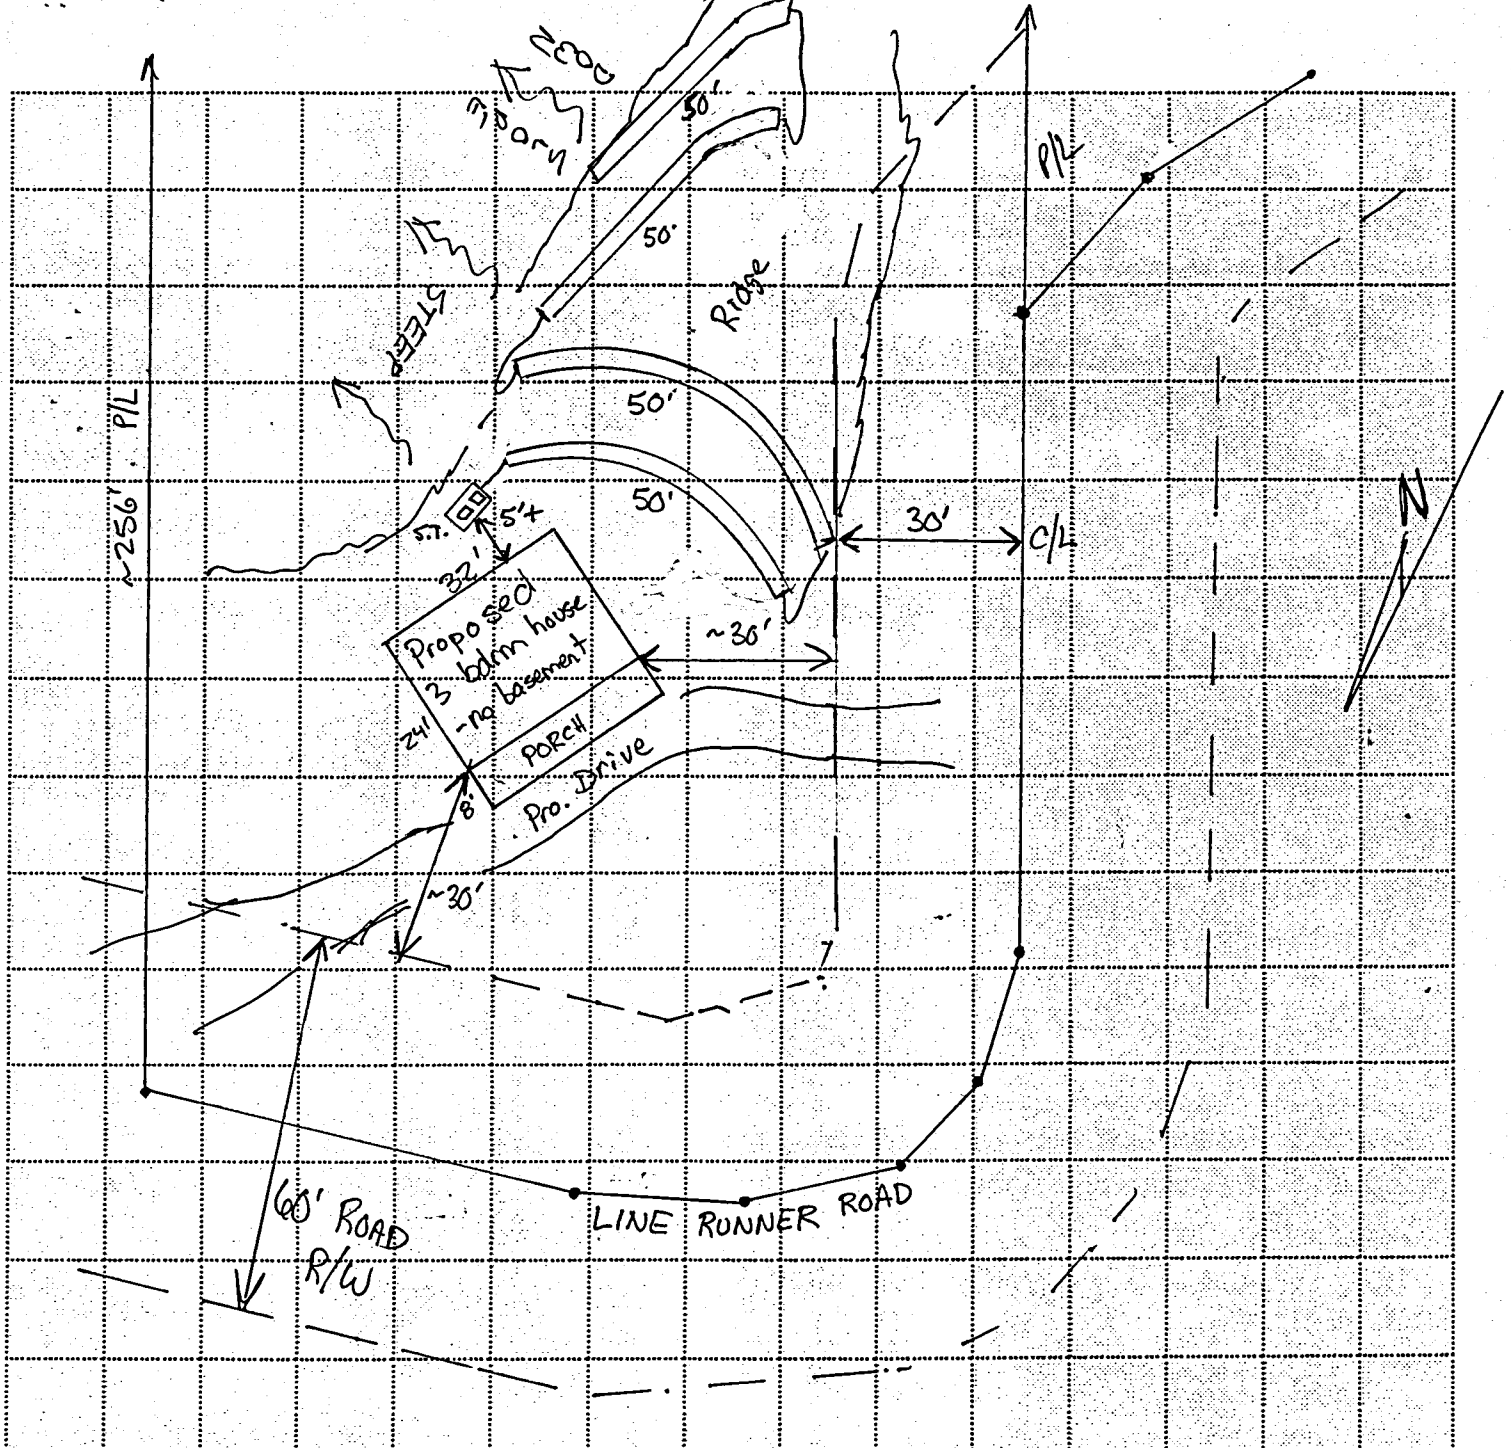 50'
P/L
50'
Ridge
STEEP
~256'. P/L
50'
50'
N
S.T.
5'+
30'
C/L
32'
Proposed
3 bdrm house
-no basement
24'
PORCH
~30'
8'
Pro. Drive
~30'
60' ROAD
R/W
LINE RUNNER ROAD